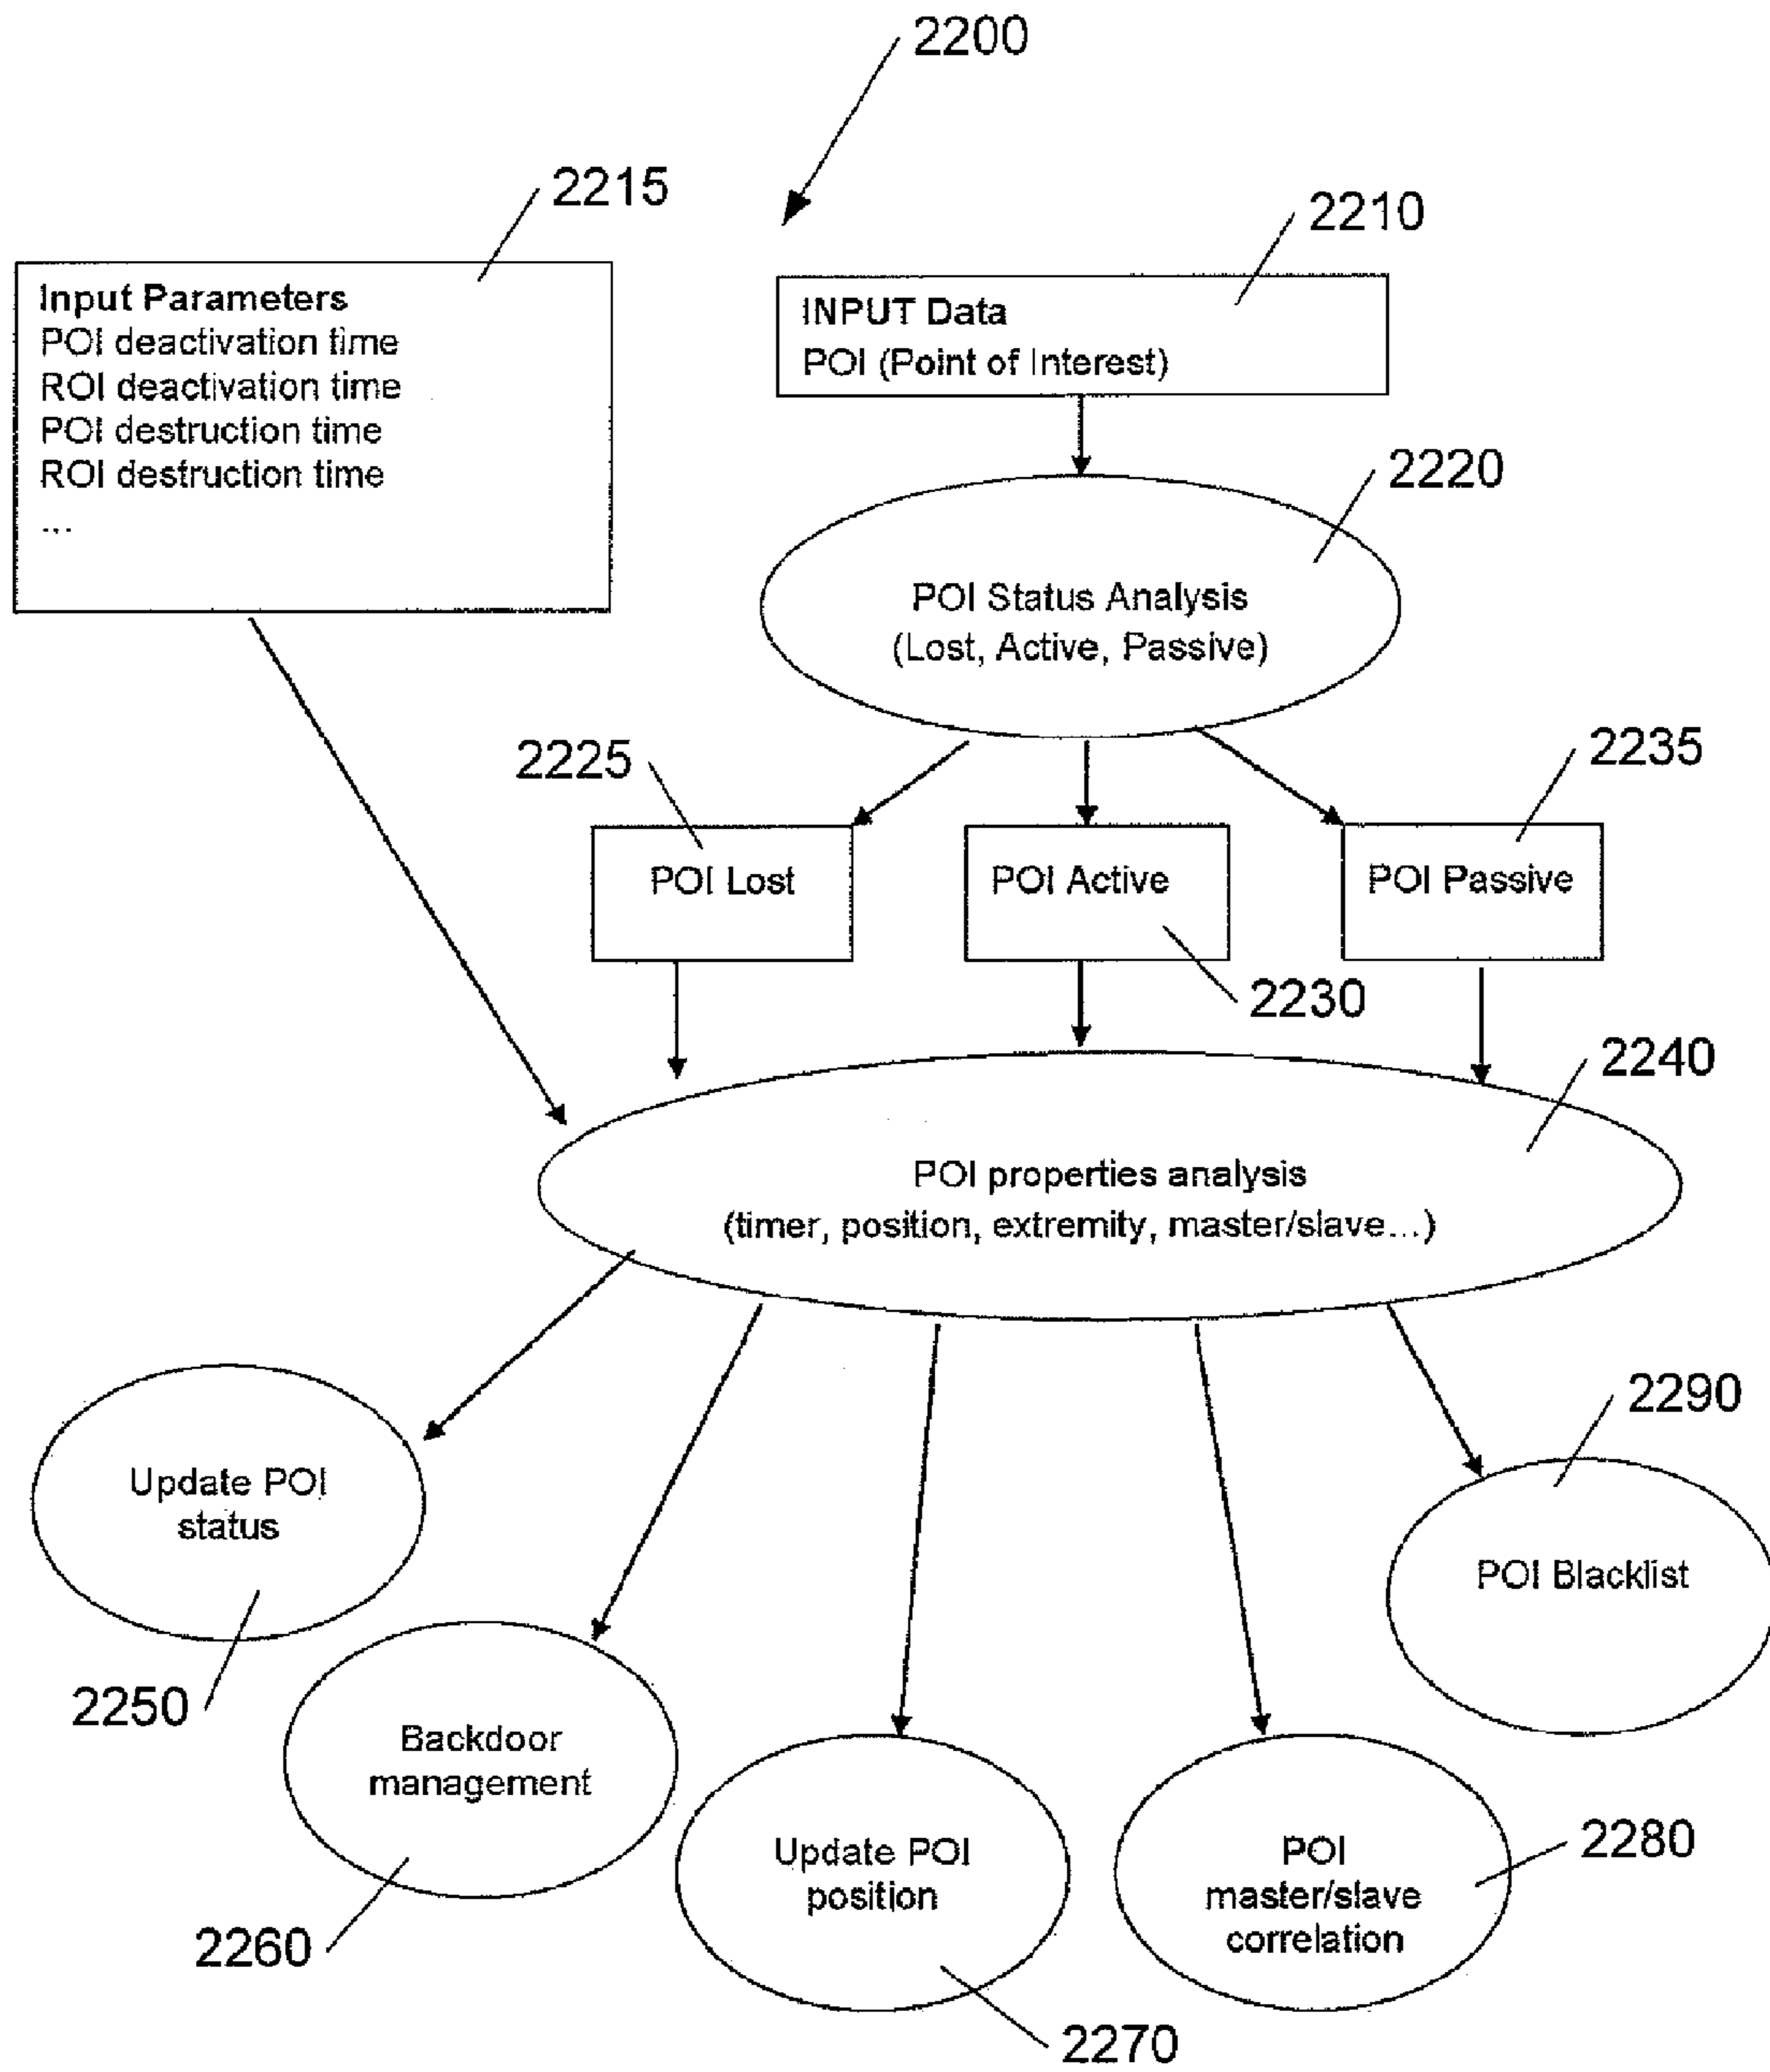 2200
2215
2210
Input Parameters
POI deactivation time
ROI deactivation time
POI destruction time
ROI destruction time
...
INPUT Data
POI (Point of Interest)
2220
POI Status Analysis
(Lost, Active, Passive)
2225
2235
POI Lost
POI Active
POI Passive
2230
2240
POI properties analysis
(timer, position, extremity, master/slave...)
2290
Update POI
status
POI Blacklist
2250
Backdoor
management
2260
Update POI
position
2270
POI
master/slave
correlation
2280